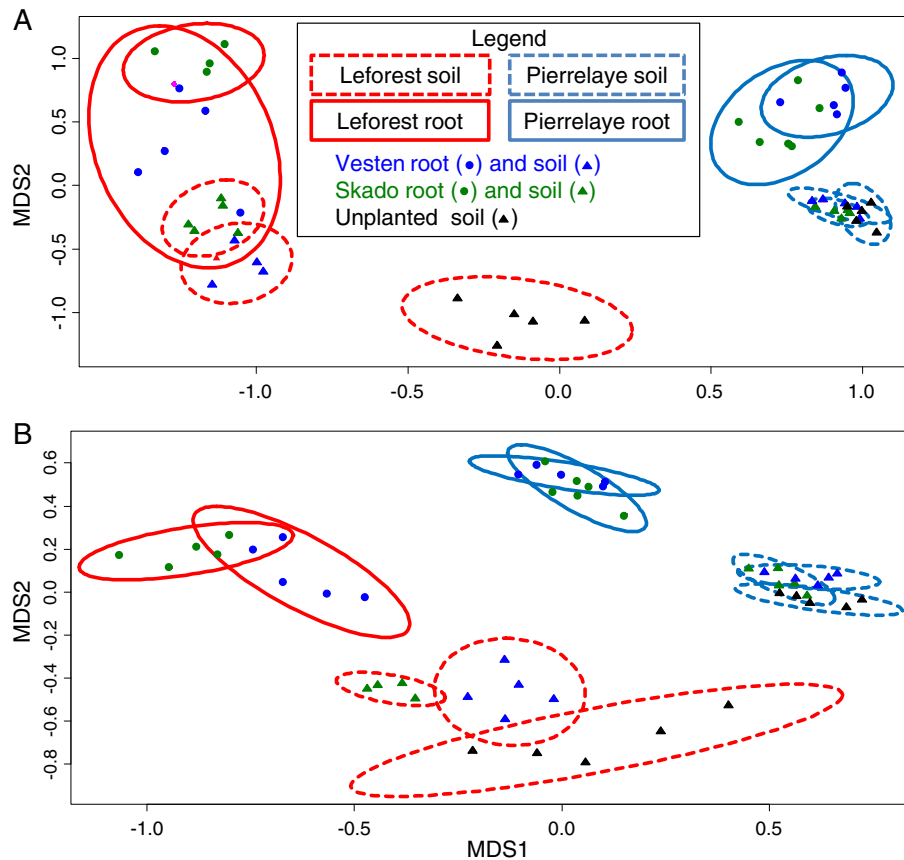 A
Legend
Leforest soil
Pierrelaye soil
Leforest root
Pierrelaye root
Vesten root (●) and soil (▲)
Skado root (●) and soil (▲)
Unplanted soil (▲)
MDS2
1.0
0.5
0.0
-0.5
-1.0
-1.0
-0.5
0.0
0.5
1.0
B
MDS2
0.6
0.4
0.2
0.0
-0.2
-0.4
-0.6
-0.8
-1.0
-0.5
0.0
0.5
MDS1